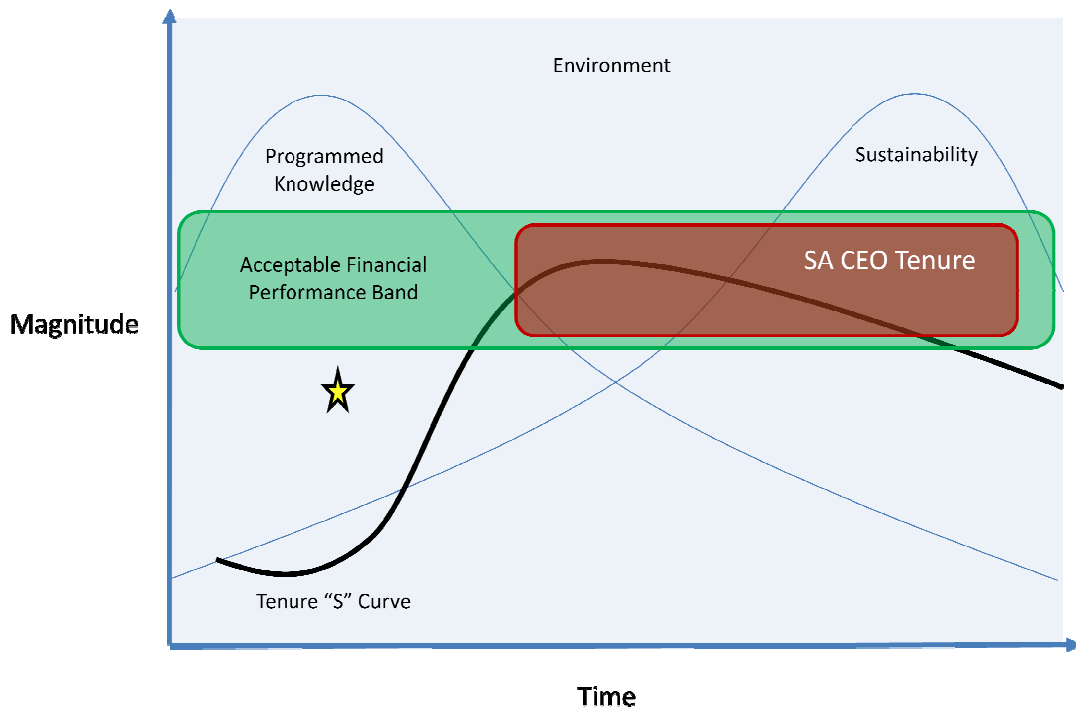 Environment
Programmed
Knowledge
Sustainability
Acceptable Financial
Performance Band
SA CEO Tenure
Magnitude
Tenure “S” Curve
Time